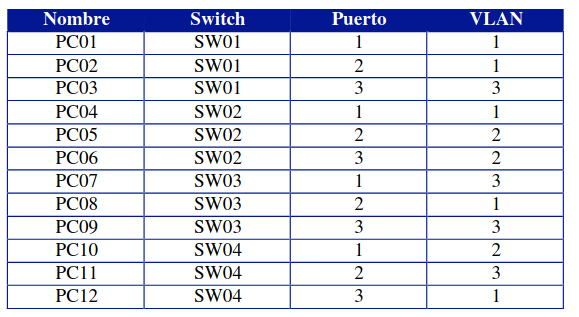 Nombre Switch Puerto VLAN
PC01 SW01 1 1
PC02 SW01 2 1
PC03 SW01 3 3
PC04 SW02 1 1
PC05 SW02 2 2
PC06 SW02 3 2
PC07 SW03 1 3
PC08 SW03 2 1
PC09 SW03 3 3
PC10 SW04 1 2
PC11 SW04 2 3
PC12 SW04 3 1